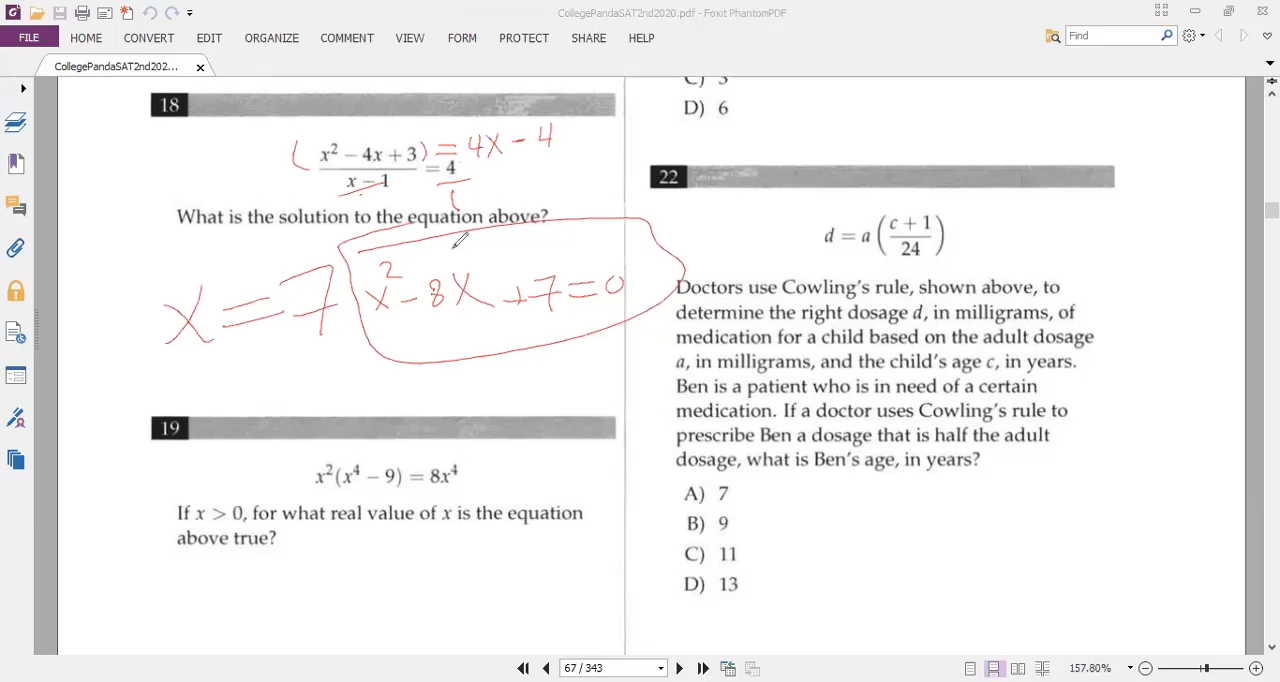 CollegePandaSAT2nd2020.pdf - Foxit PhantomPDF
FILE HOME CONVERT EDIT ORGANIZE COMMENT VIEW FORM PROTECT SHARE HELP Find
CollegePandaSAT2nd202... x
18
(x² − 4x + 3) = 4x − 4
x − 1 = 4
1
What is the solution to the equation above?
x = 7 x² − 8x + 7 = 0
19
x²(x⁴ − 9) = 8x⁴
If x > 0, for what real value of x is the equation
above true?
C) 3
D) 6
22
d = a (c + 1 / 24)
Doctors use Cowling's rule, shown above, to
determine the right dosage d, in milligrams, of
medication for a child based on the adult dosage
a, in milligrams, and the child's age c, in years.
Ben is a patient who is in need of a certain
medication. If a doctor uses Cowling's rule to
prescribe Ben a dosage that is half the adult
dosage, what is Ben's age, in years?
A) 7
B) 9
C) 11
D) 13
67 / 343 157.80%